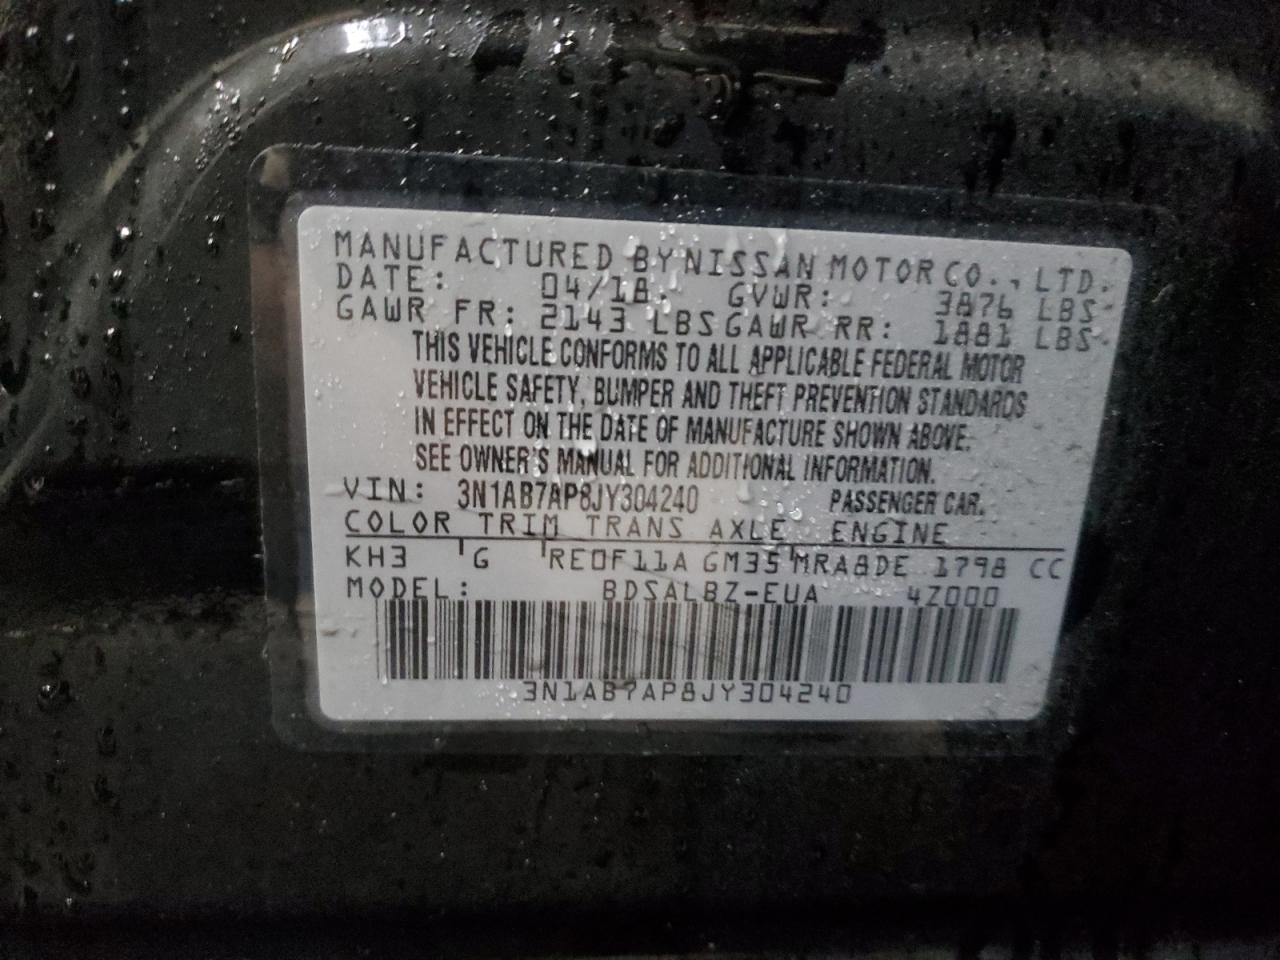 MANUFACTURED BY NISSAN MOTOR CO., LTD.
DATE: 04/18. GVWR: 3876 LBS
GAWR FR: 2143 LBS GAWR RR: 1881 LBS
THIS VEHICLE CONFORMS TO ALL APPLICABLE FEDERAL MOTOR
VEHICLE SAFETY, BUMPER AND THEFT PREVENTION STANDARDS
IN EFFECT ON THE DATE OF MANUFACTURE SHOWN ABOVE.
SEE OWNER'S MANUAL FOR ADDITIONAL INFORMATION.
VIN: 3N1AB7AP8JY304240 PASSENGER CAR.
COLOR TRIM TRANS AXLE ENGINE
KH3 G RE0F11A GM35 MRA8DE 1798 CC
MODEL: BDSALBZ-EUA 4Z000
3N1AB7AP8JY304240